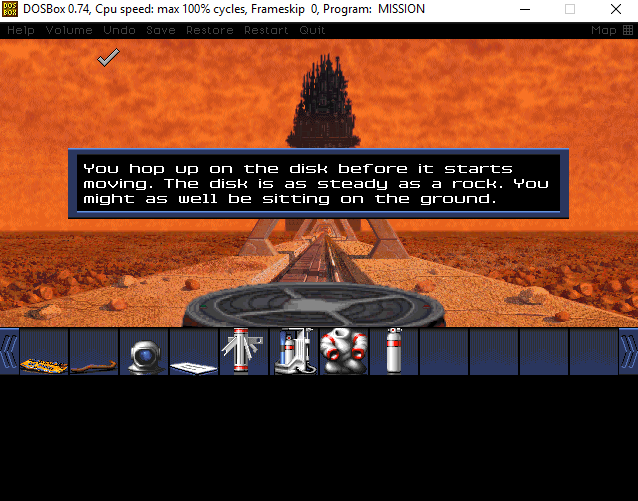 DOSBox 0.74, Cpu speed: max 100% cycles, Frameskip 0, Program: MISSION
Help Volume Undo Save Restore Restart Quit Map
You hop up on the disk before it starts
moving. The disk is as steady as a rock. You
might as well be sitting on the ground.